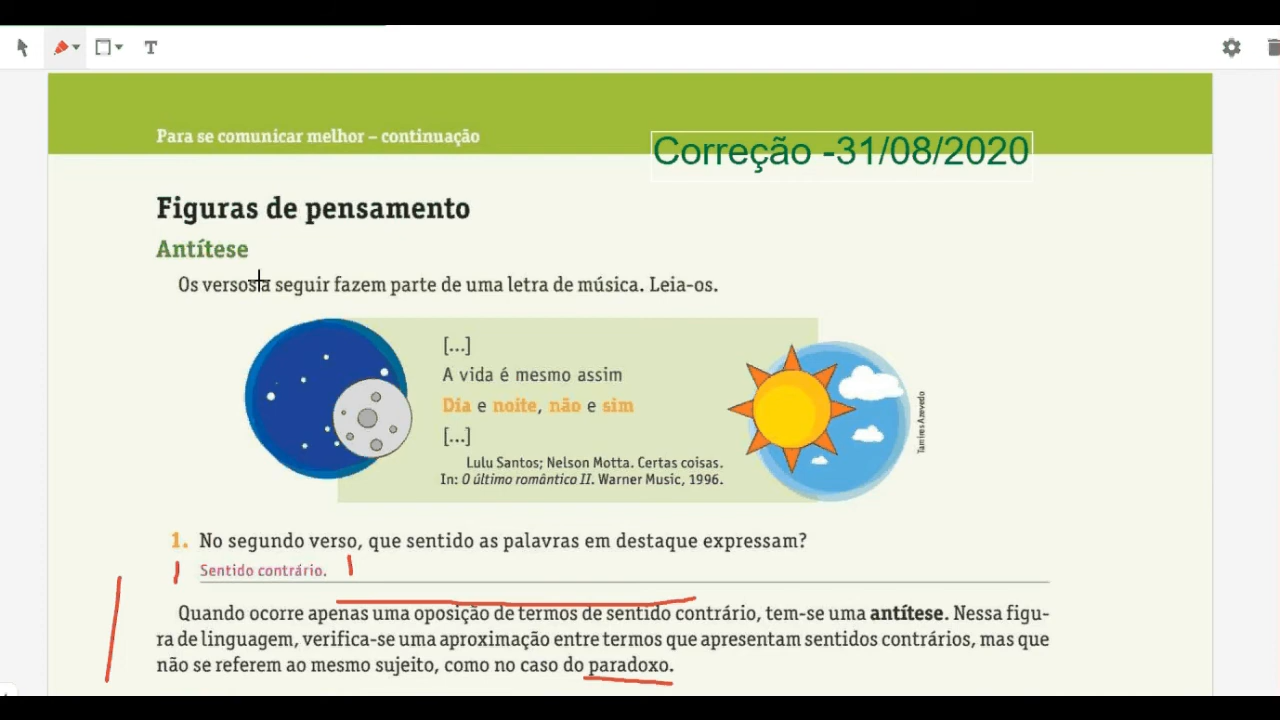 T
Para se comunicar melhor – continuação
Correção -31/08/2020
Figuras de pensamento
Antítese
Os versos a seguir fazem parte de uma letra de música. Leia-os.
[...]
A vida é mesmo assim
Dia e noite, não e sim
[...]
Lulu Santos; Nelson Motta. Certas coisas.
In: O último romântico II. Warner Music, 1996.
Tamires Azevedo
1. No segundo verso, que sentido as palavras em destaque expressam?
Sentido contrário.
Quando ocorre apenas uma oposição de termos de sentido contrário, tem-se uma antítese. Nessa figu-
ra de linguagem, verifica-se uma aproximação entre termos que apresentam sentidos contrários, mas que
não se referem ao mesmo sujeito, como no caso do paradoxo.